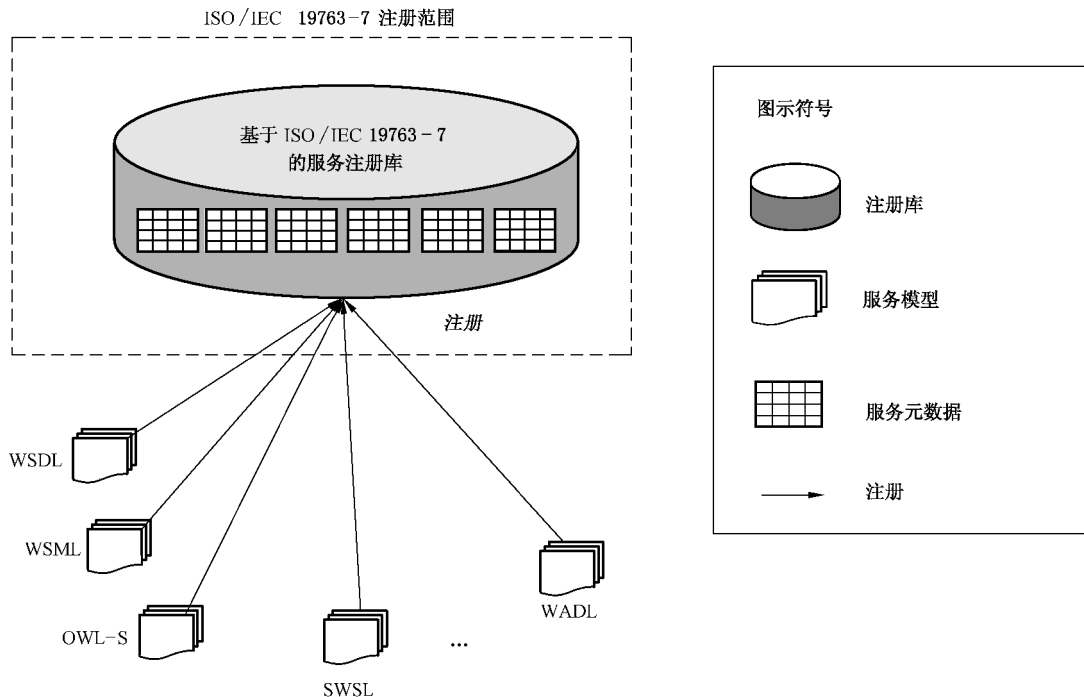 ISO/IEC 19763-7 注册范围
基于 ISO/IEC 19763-7
的服务注册库
注册
WSDL
WSML
OWL-S
SWSL
...
WADL
图示符号
注册库
服务模型
服务元数据
注册